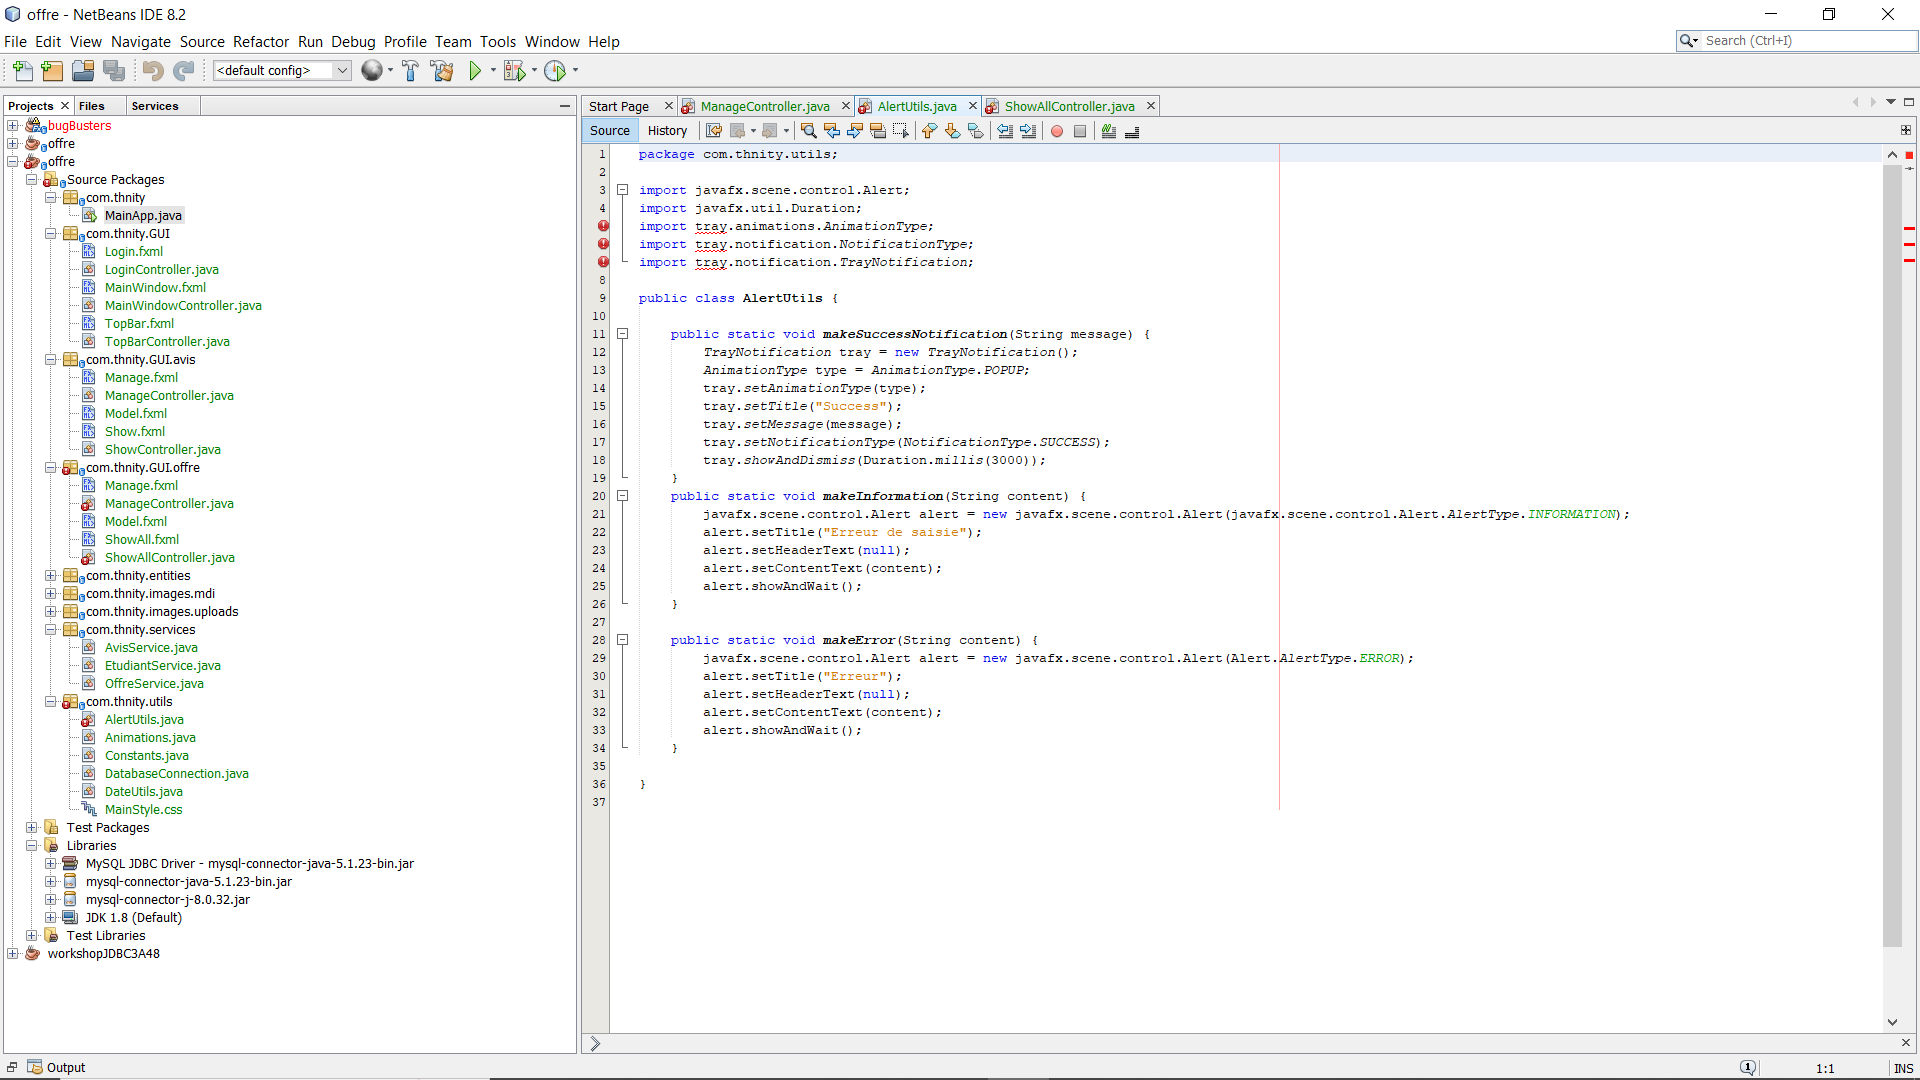 offre - NetBeans IDE 8.2
File Edit View Navigate Source Refactor Run Debug Profile Team Tools Window Help
Search (Ctrl+I)
<default config>
Projects Files Services
bugBusters
offre
offre
Source Packages
com.thnity
MainApp.java
com.thnity.GUI
Login.fxml
LoginController.java
MainWindow.fxml
MainWindowController.java
TopBar.fxml
TopBarController.java
com.thnity.GUI.avis
Manage.fxml
ManageController.java
Model.fxml
Show.fxml
ShowController.java
com.thnity.GUI.offre
Manage.fxml
ManageController.java
Model.fxml
ShowAll.fxml
ShowAllController.java
com.thnity.entities
com.thnity.images.mdi
com.thnity.images.uploads
com.thnity.services
AvisService.java
EtudiantService.java
OffreService.java
com.thnity.utils
AlertUtils.java
Animations.java
Constants.java
DatabaseConnection.java
DateUtils.java
MainStyle.css
Test Packages
Libraries
MySQL JDBC Driver - mysql-connector-java-5.1.23-bin.jar
mysql-connector-java-5.1.23-bin.jar
mysql-connector-j-8.0.32.jar
JDK 1.8 (Default)
Test Libraries
workshopJDBC3A48
Start Page ManageController.java AlertUtils.java ShowAllController.java
Source History
1 package com.thnity.utils;
2
3 import javafx.scene.control.Alert;
4 import javafx.util.Duration;
import tray.animations.AnimationType;
import tray.notification.NotificationType;
import tray.notification.TrayNotification;
8
9 public class AlertUtils {
10
11 public static void makeSuccessNotification(String message) {
12 TrayNotification tray = new TrayNotification();
13 AnimationType type = AnimationType.POPUP;
14 tray.setAnimationType(type);
15 tray.setTitle("Success");
16 tray.setMessage(message);
17 tray.setNotificationType(NotificationType.SUCCESS);
18 tray.showAndDismiss(Duration.millis(3000));
19 }
20 public static void makeInformation(String content) {
21 javafx.scene.control.Alert alert = new javafx.scene.control.Alert(javafx.scene.control.Alert.AlertType.INFORMATION);
22 alert.setTitle("Erreur de saisie");
23 alert.setHeaderText(null);
24 alert.setContentText(content);
25 alert.showAndWait();
26 }
27
28 public static void makeError(String content) {
29 javafx.scene.control.Alert alert = new javafx.scene.control.Alert(Alert.AlertType.ERROR);
30 alert.setTitle("Erreur");
31 alert.setHeaderText(null);
32 alert.setContentText(content);
33 alert.showAndWait();
34 }
35
36 }
37
Output
1:1 INS